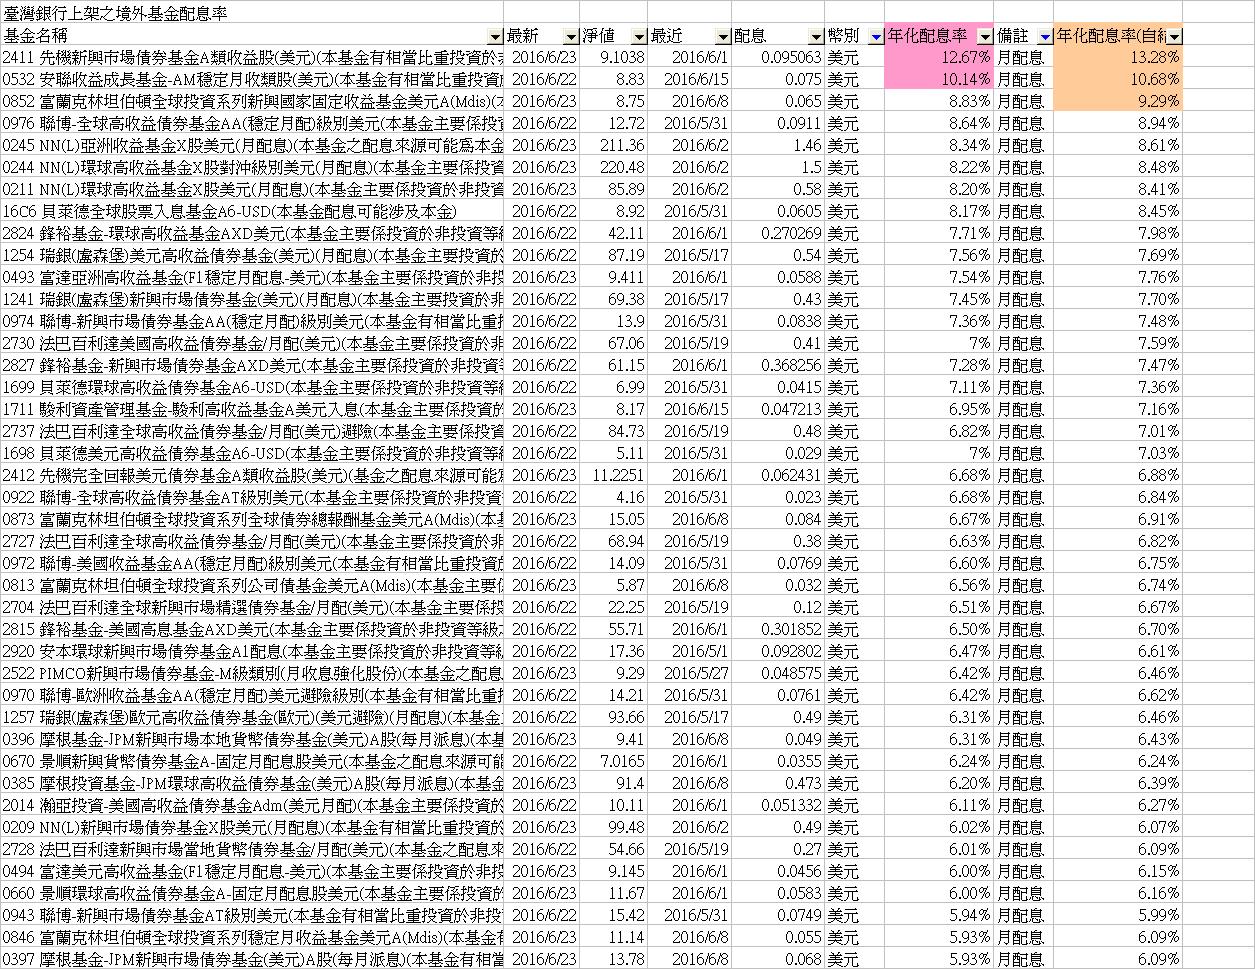 臺灣銀行上架之境外基金配息率
基金名稱 最新 淨值 最近 配息 幣別 年化配息率 備註 年化配息率(自
2411 先機新興市場債券基金A類收益股(美元)(本基金有相當比重投資於 2016/6/23 9.1038 2016/6/1 0.095063 美元 12.67% 月配息 13.28%
0532 安聯收益成長基金-AM穩定月收類股(美元)(本基金有相當比重投資 2016/6/22 8.83 2016/6/15 0.075 美元 10.14% 月配息 10.68%
0852 富蘭克林坦伯頓全球投資系列新興國家固定收益基金美元A(Mdis)( 2016/6/23 8.75 2016/6/8 0.065 美元 8.83% 月配息 9.29%
0976 聯博-全球高收益債券基金AA(穩定月配)級別美元(本基金主要係投 2016/6/22 12.72 2016/5/31 0.0911 美元 8.64% 月配息 8.94%
0245 NN(L)亞洲收益基金X股美元(月配息)(本基金之配息來源可能為本金 2016/6/23 211.36 2016/6/2 1.46 美元 8.34% 月配息 8.61%
0244 NN(L)環球高收益基金X股對沖級別美元(月配息)(本基金主要係投 2016/6/23 220.48 2016/6/2 1.5 美元 8.22% 月配息 8.48%
0211 NN(L)環球高收益基金X股美元(月配息)(本基金主要係投資於非投 2016/6/23 85.89 2016/6/2 0.58 美元 8.20% 月配息 8.41%
16C6 貝萊德全球股票入息基金A6-USD(本基金配息可能涉及本金) 2016/6/22 8.92 2016/5/31 0.0605 美元 8.17% 月配息 8.45%
2824 鋒裕基金-環球高收益基金AXD美元(本基金主要係投資於非投資等 2016/6/22 42.11 2016/6/1 0.270269 美元 7.71% 月配息 7.98%
1254 瑞銀(盧森堡)美元高收益債券基金(美元)(月配息)(本基金主要投資於 2016/6/22 87.19 2016/5/17 0.54 美元 7.56% 月配息 7.69%
0493 富達亞洲高收益基金(F1穩定月配息-美元)(本基金主要係投資於非投 2016/6/23 9.411 2016/6/1 0.0588 美元 7.54% 月配息 7.76%
1241 瑞銀(盧森堡)新興市場債券基金(美元)(月配息)(本基金主要投資於非 2016/6/22 69.38 2016/5/17 0.43 美元 7.45% 月配息 7.70%
0974 聯博-新興市場債券基金AA(穩定月配)級別美元(本基金有相當比重 2016/6/22 13.9 2016/5/31 0.0838 美元 7.36% 月配息 7.48%
2730 法巴百利達美國高收益債券基金/月配(美元)(本基金主要係投資於 2016/6/22 67.06 2016/5/19 0.41 美元 7% 月配息 7.59%
2827 鋒裕基金-新興市場債券基金AXD美元(本基金主要係投資於非投資 2016/6/22 61.15 2016/6/1 0.368256 美元 7.28% 月配息 7.47%
1699 貝萊德環球高收益債券基金A6-USD(本基金主要係投資於非投資等 2016/6/22 6.99 2016/5/31 0.0415 美元 7.11% 月配息 7.36%
1711 駿利資產管理基金-駿利高收益基金A美元入息(本基金主要係投資於 2016/6/23 8.17 2016/6/15 0.047213 美元 6.95% 月配息 7.16%
2737 法巴百利達全球高收益債券基金/月配(美元)避險(本基金主要係投資 2016/6/22 84.73 2016/5/19 0.48 美元 6.82% 月配息 7.01%
1698 貝萊德美元高收益債券基金A6-USD(本基金主要係投資於非投資等 2016/6/22 5.11 2016/5/31 0.029 美元 7% 月配息 7.03%
2412 先機完全回報美元債券基金A類收益股(美元)(基金之配息來源可能 2016/6/23 11.2251 2016/6/1 0.062431 美元 6.68% 月配息 6.88%
0922 聯博-全球高收益債券基金AT級別美元(本基金主要係投資於非投資 2016/6/22 4.16 2016/5/31 0.023 美元 6.68% 月配息 6.84%
0873 富蘭克林坦伯頓全球投資系列全球債券總報酬基金美元A(Mdis)(本 2016/6/23 15.05 2016/6/8 0.084 美元 6.67% 月配息 6.91%
2727 法巴百利達全球高收益債券基金/月配(美元)(本基金主要係投資於非 2016/6/22 68.94 2016/5/19 0.38 美元 6.63% 月配息 6.82%
0972 聯博-美國收益基金AA(穩定月配)級別美元(本基金有相當比重投資 2016/6/22 14.09 2016/5/31 0.0769 美元 6.60% 月配息 6.75%
0813 富蘭克林坦伯頓全球投資系列公司債基金美元A(Mdis)(本基金主要 2016/6/23 5.87 2016/6/8 0.032 美元 6.56% 月配息 6.74%
2704 法巴百利達全球新興市場精選債券基金/月配(美元)(本基金主要係投 2016/6/22 22.25 2016/5/19 0.12 美元 6.51% 月配息 6.67%
2815 鋒裕基金-美國高息基金AXD美元(本基金主要係投資於非投資等級 2016/6/22 55.71 2016/6/1 0.301852 美元 6.50% 月配息 6.70%
2920 安本環球新興市場債券基金A1配息(本基金主要係投資於非投資等 2016/6/22 17.36 2016/6/1 0.092802 美元 6.47% 月配息 6.61%
2522 PIMCO新興市場債券基金-M級類別(月收息強化股份)(本基金之配息 2016/6/22 9.29 2016/5/27 0.048575 美元 6.42% 月配息 6.46%
0970 聯博-歐洲收益基金AA(穩定月配)美元避險級別(本基金有相當比重 2016/6/22 14.21 2016/5/31 0.0761 美元 6.42% 月配息 6.62%
1257 瑞銀(盧森堡)歐元高收益債券基金(歐元)(美元避險)(月配息)(本基金 2016/6/22 93.66 2016/5/17 0.49 美元 6.31% 月配息 6.46%
0396 摩根基金-JPM新興市場本地貨幣債券基金(美元)A股(每月派息)(本基 2016/6/23 9.41 2016/6/8 0.049 美元 6.31% 月配息 6.43%
0670 景順新興貨幣債券基金A-固定月配息股美元(本基金之配息來源可能 2016/6/22 7.0165 2016/6/1 0.0355 美元 6.24% 月配息 6.24%
0385 摩根投資基金-JPM環球高收益債券基金(美元)A股(每月派息)(本基金 2016/6/23 91.4 2016/6/8 0.473 美元 6.20% 月配息 6.39%
2014 瀚亞投資-美國高收益債券基金Adm(美元月配)(本基金主要係投資於 2016/6/22 10.11 2016/6/1 0.051332 美元 6.11% 月配息 6.27%
0209 NN(L)新興市場債券基金X股美元(月配息)(本基金有相當比重投資於 2016/6/23 99.48 2016/6/2 0.49 美元 6.02% 月配息 6.07%
2728 法巴百利達新興市場當地貨幣債券基金/月配(美元)(本基金之配息來 2016/6/22 54.66 2016/5/19 0.27 美元 6.01% 月配息 6.09%
0494 富達美元高收益基金(F1穩定月配息-美元)(本基金主要係投資於非投 2016/6/23 9.145 2016/6/1 0.0456 美元 6.00% 月配息 6.15%
0660 景順環球高收益債券基金A-固定月配息股美元(本基金主要係投資於 2016/6/23 11.67 2016/6/1 0.0583 美元 6.00% 月配息 6.16%
0943 聯博-新興市場債券基金AT級別美元(本基金有相當比重投資於非投 2016/6/22 15.42 2016/5/31 0.0749 美元 5.94% 月配息 5.99%
0846 富蘭克林坦伯頓全球投資系列穩定月收益基金美元A(Mdis)(本基金 2016/6/23 11.14 2016/6/8 0.055 美元 5.93% 月配息 6.09%
0397 摩根基金-JPM新興市場債券基金(美元)A股(每月派息)(本基金有相當 2016/6/23 13.78 2016/6/8 0.068 美元 5.93% 月配息 6.09%